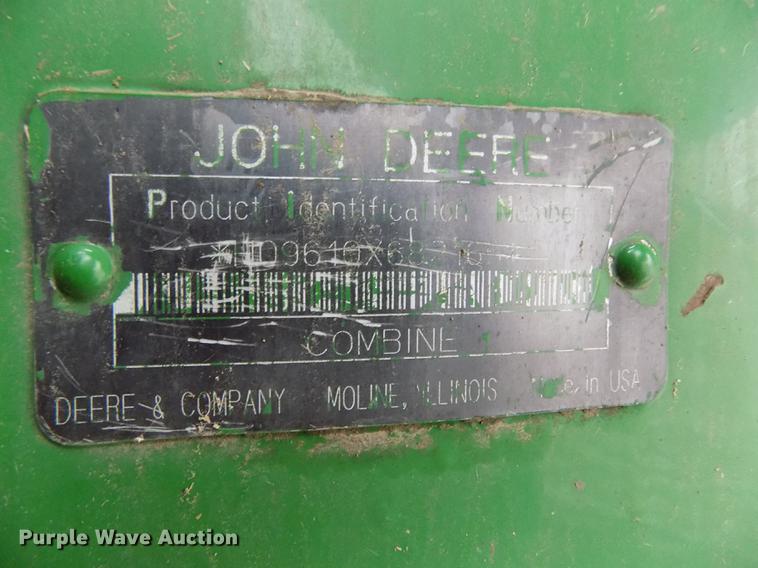 JOHN DEERE
Product Identification Number
COMBINE
DEERE & COMPANY MOLINE, ILLINOIS Made in USA
Purple Wave Auction